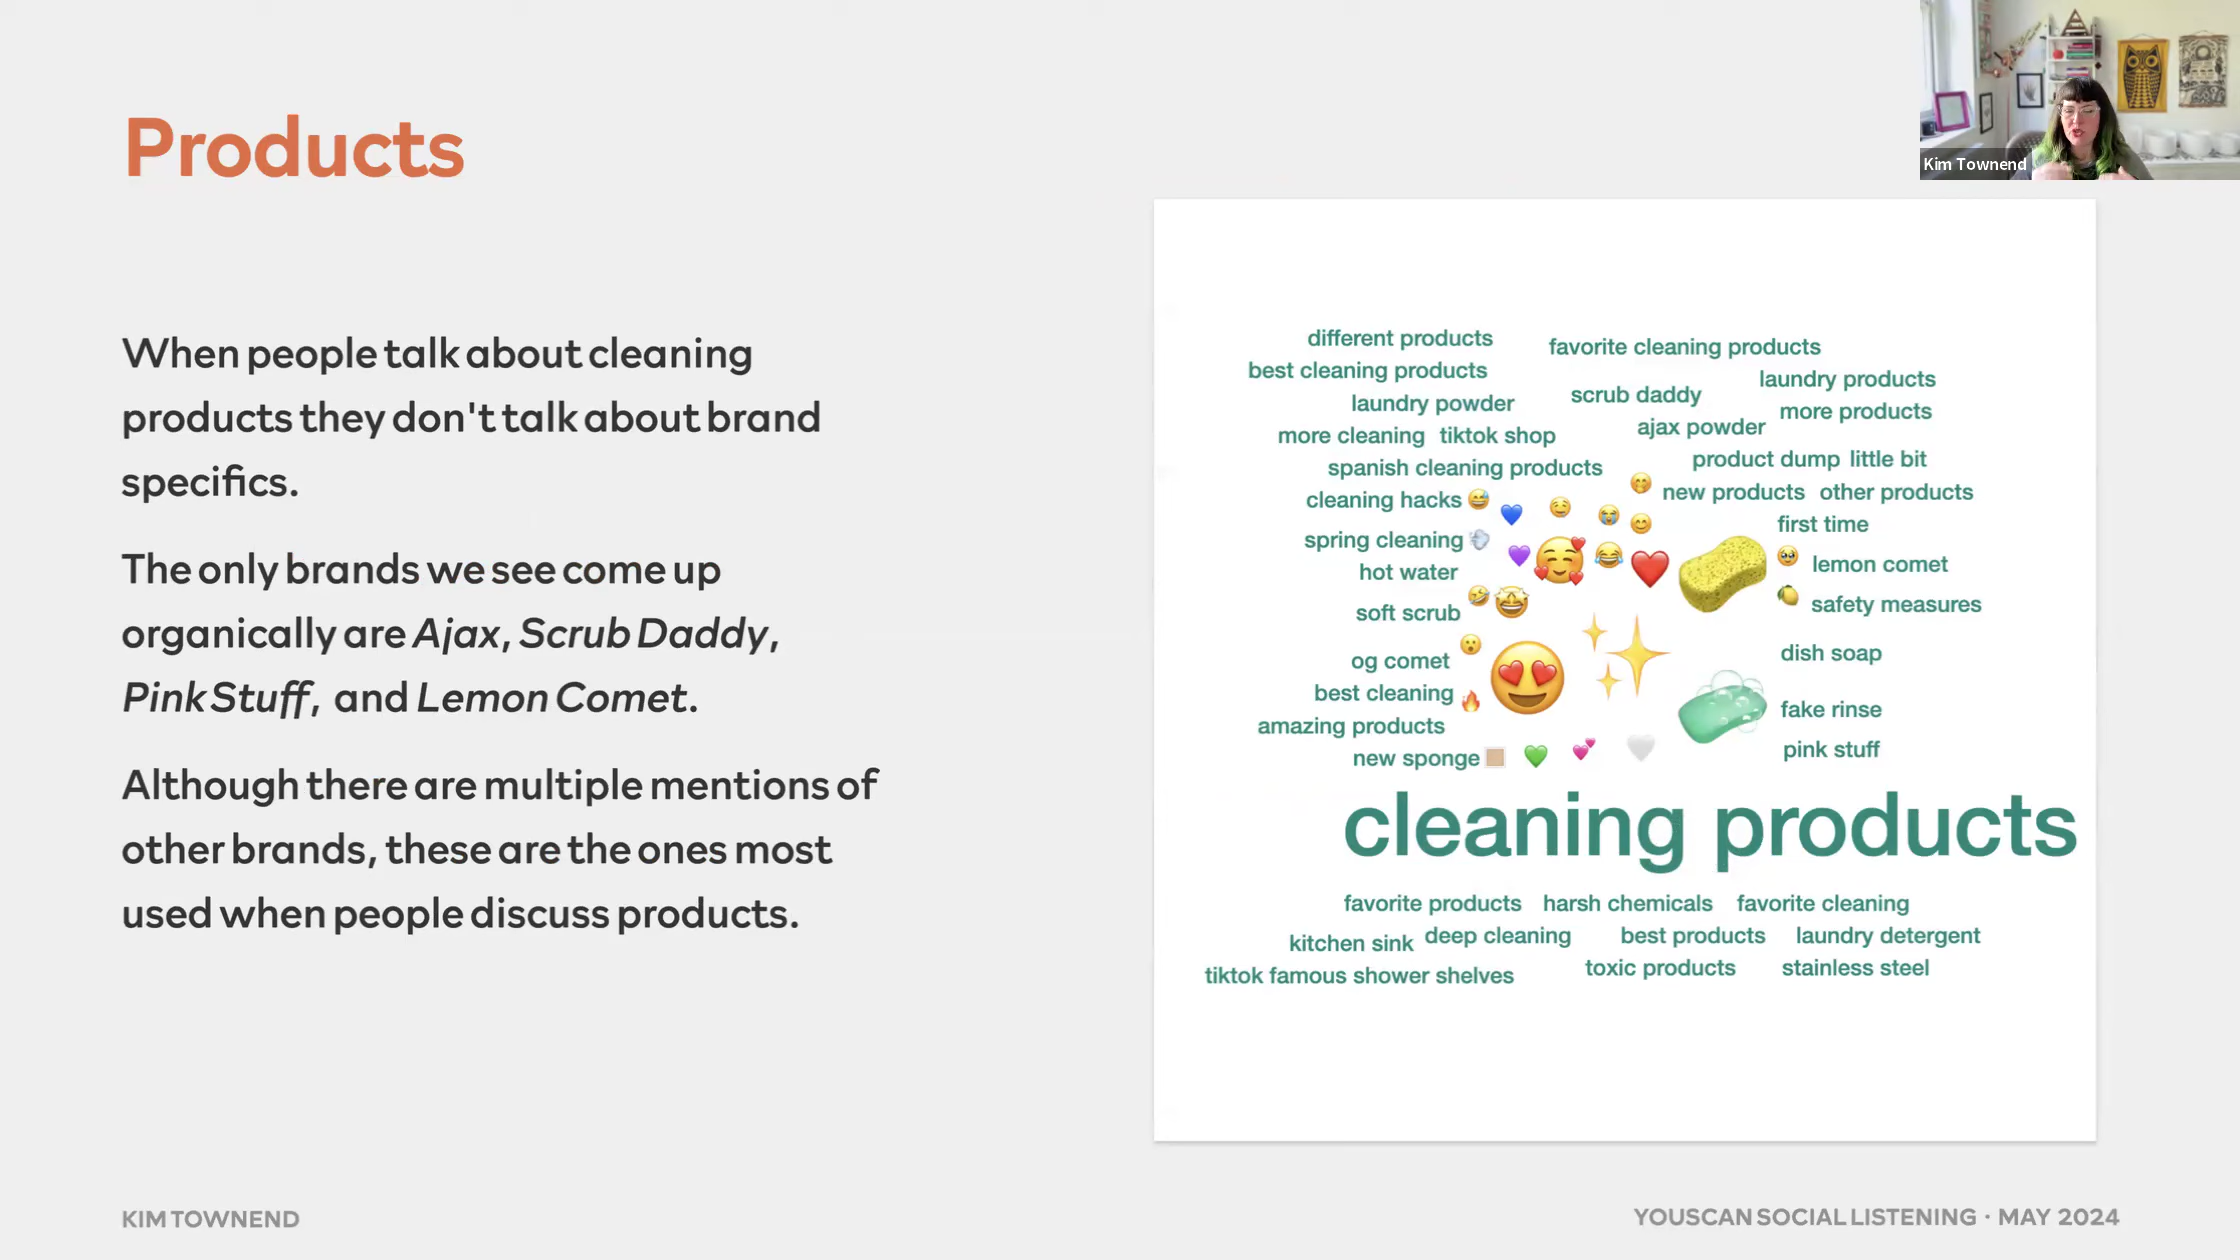 Products
Kim Townend
When people talk about cleaning
products they don't talk about brand
specifics.
The only brands we see come up
organically are Ajax, Scrub Daddy,
Pink Stuff, and Lemon Comet.
Although there are multiple mentions of
other brands, these are the ones most
used when people discuss products.
different products
favorite cleaning products
best cleaning products
laundry products
scrub daddy
laundry powder
more products
ajax powder
more cleaning tiktok shop
product dump little bit
spanish cleaning products
new products other products
cleaning hacks
first time
spring cleaning
lemon comet
hot water
safety measures
soft scrub
dish soap
og comet
best cleaning
fake rinse
amazing products
pink stuff
new sponge
cleaning products
favorite products harsh chemicals favorite cleaning
kitchen sink deep cleaning best products laundry detergent
tiktok famous shower shelves toxic products stainless steel
KIM TOWNEND
YOUSCAN SOCIAL LISTENING · MAY 2024